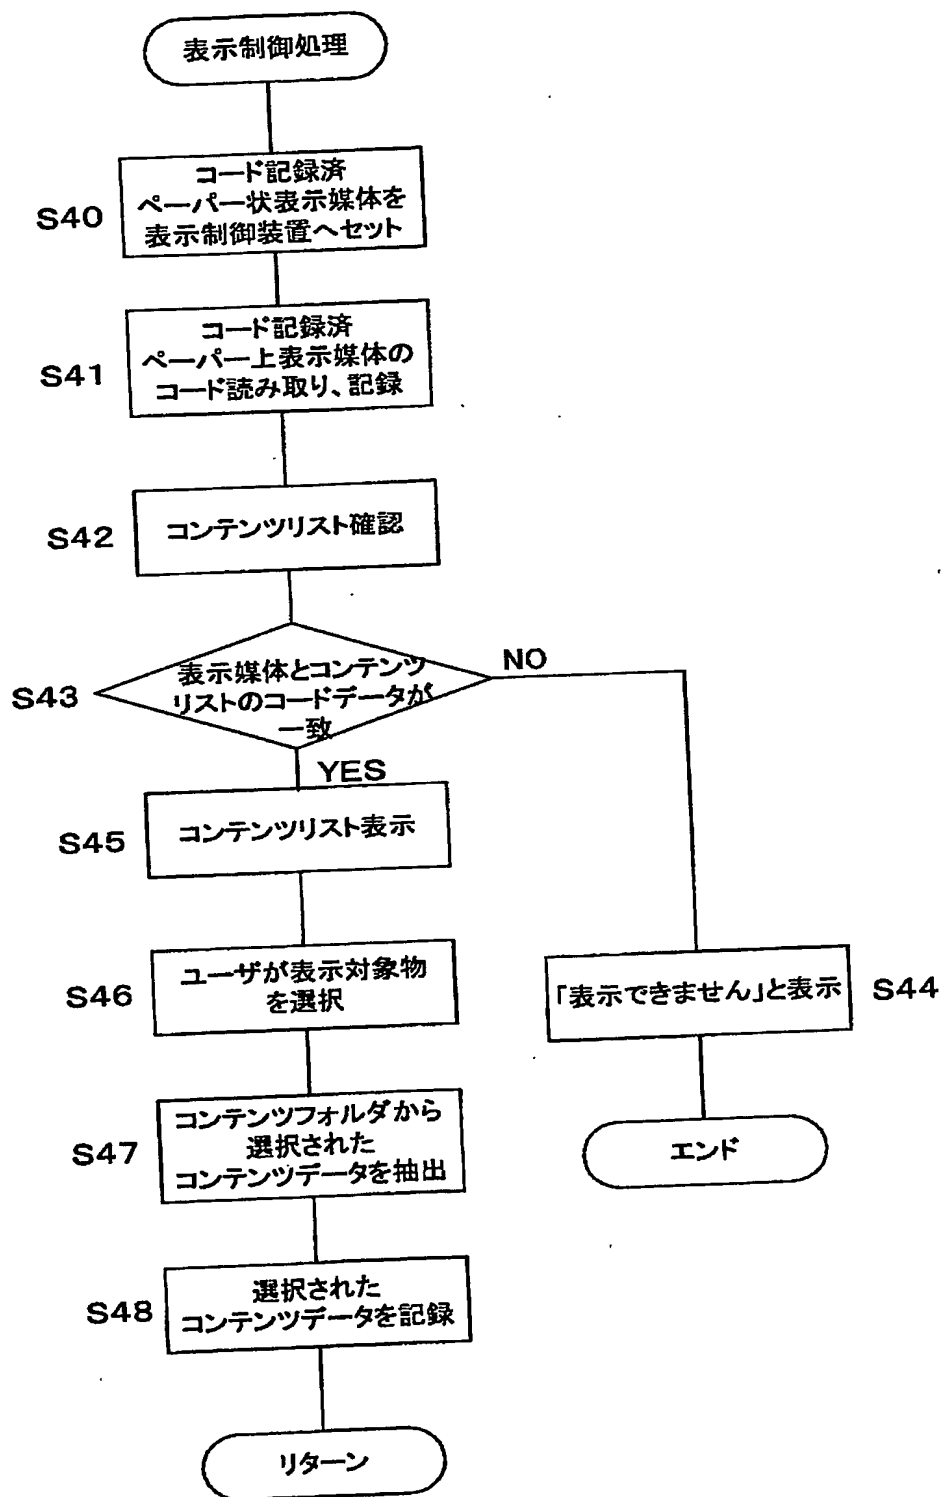 表示制御処理
S40
コード記録済
ペーパー状表示媒体を
表示制御装置へセット
S41
コード記録済
ペーパー上表示媒体の
コード読み取り、記録
S42
コンテンツリスト確認
S43
表示媒体とコンテンツ
リストのコードデータが
一致
NO
YES
S45
コンテンツリスト表示
S46
ユーザが表示対象物
を選択
「表示できません」と表示
S44
S47
コンテンツフォルダから
選択された
コンテンツデータを抽出
エンド
S48
選択された
コンテンツデータを記録
リターン